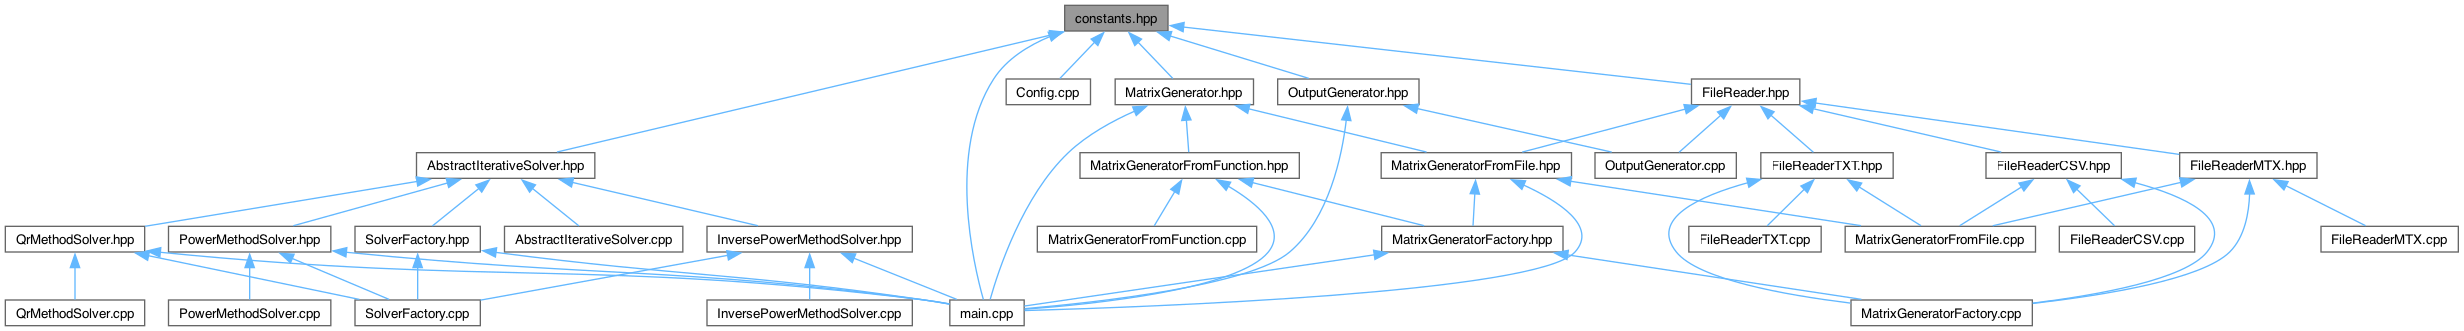 constants.hpp
Config.cpp
MatrixGenerator.hpp
OutputGenerator.hpp
FileReader.hpp
AbstractIterativeSolver.hpp
MatrixGeneratorFromFunction.hpp
MatrixGeneratorFromFile.hpp
OutputGenerator.cpp
FileReaderTXT.hpp
FileReaderCSV.hpp
FileReaderMTX.hpp
QrMethodSolver.hpp
PowerMethodSolver.hpp
SolverFactory.hpp
AbstractIterativeSolver.cpp
InversePowerMethodSolver.hpp
MatrixGeneratorFromFunction.cpp
MatrixGeneratorFactory.hpp
FileReaderTXT.cpp
MatrixGeneratorFromFile.cpp
FileReaderCSV.cpp
FileReaderMTX.cpp
QrMethodSolver.cpp
PowerMethodSolver.cpp
SolverFactory.cpp
InversePowerMethodSolver.cpp
main.cpp
MatrixGeneratorFactory.cpp